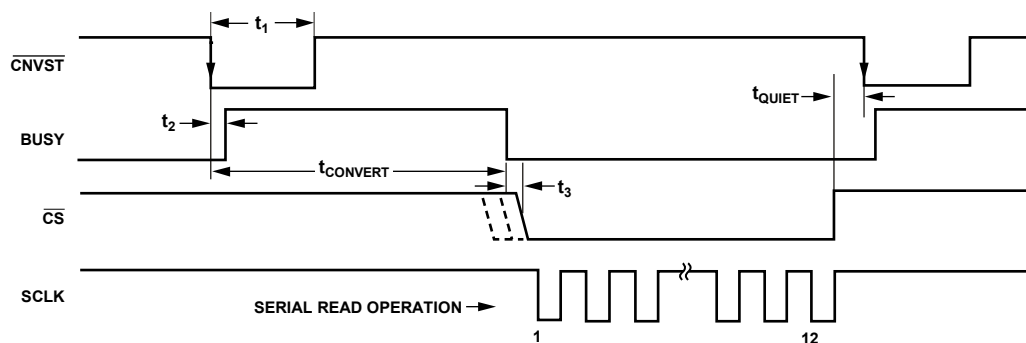 t1
CNVST
tQUIET
t2
BUSY
tCONVERT
t3
CS
SCLK
SERIAL READ OPERATION
1
12